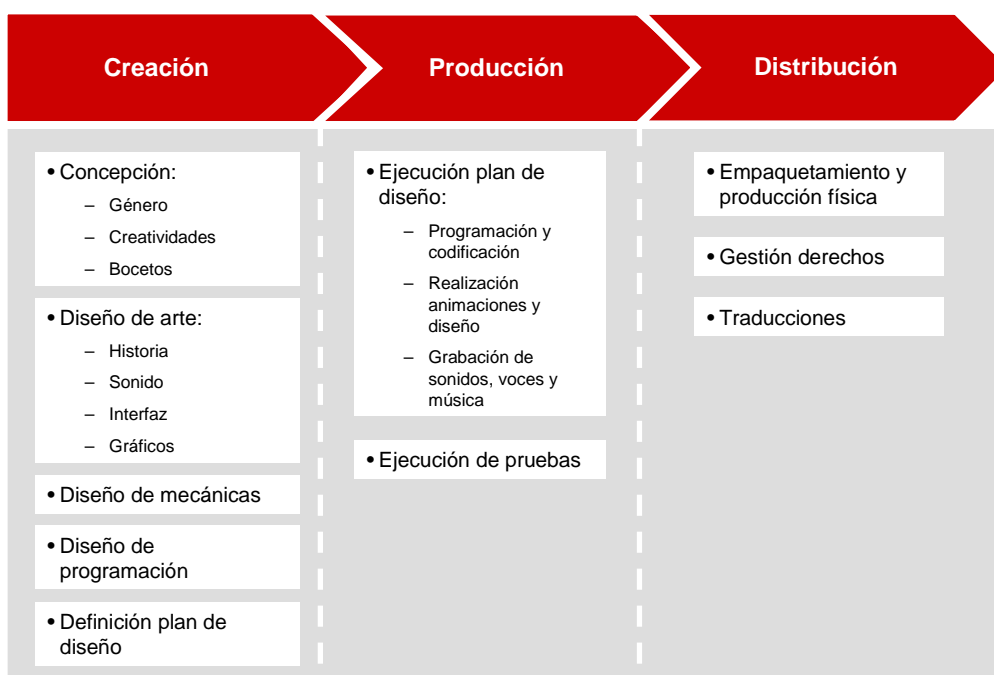 Creación
Producción
Distribución
• Concepción:
– Género
– Creatividades
– Bocetos
• Diseño de arte:
– Historia
– Sonido
– Interfaz
– Gráficos
• Diseño de mecánicas
• Diseño de
programación
• Definición plan de
diseño
• Ejecución plan de
diseño:
– Programación y
codificación
– Realización
animaciones y
diseño
– Grabación de
sonidos, voces y
música
• Ejecución de pruebas
• Empaquetamiento y
producción física
• Gestión derechos
• Traducciones